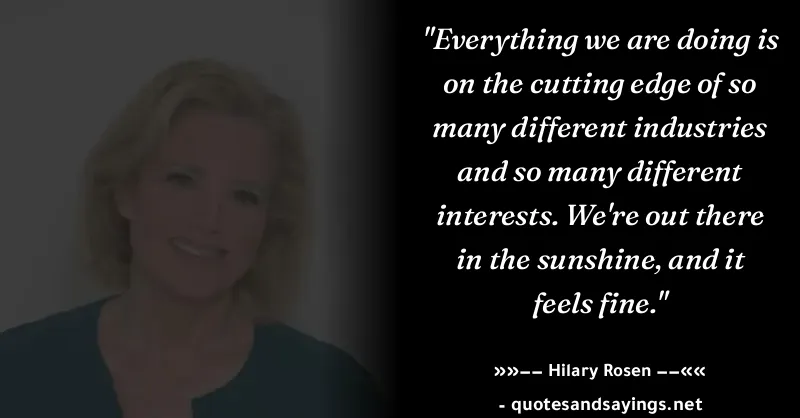 "Everything we are doing is
on the cutting edge of so
many different industries
and so many different
interests. We're out there
in the sunshine, and it
feels fine."
»»−− Hilary Rosen −−««
- quotesandsayings.net